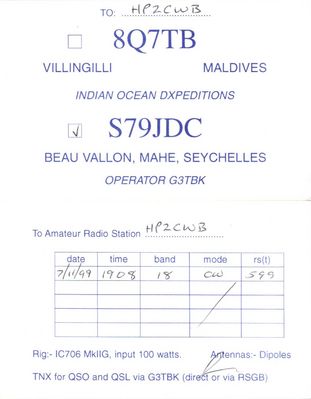 TO: HP2CWB
8Q7TB
VILLINGILLI MALDIVES
INDIAN OCEAN DXPEDITIONS
S79JDC
BEAU VALLON, MAHE, SEYCHELLES
OPERATOR G3TBK
To Amateur Radio Station HP2CWB
date time band mode rs(t)
7/11/99 1908 18 CW 599
Rig:- IC706 MkIIG, input 100 watts. Antennas:- Dipoles
TNX for QSO and QSL via G3TBK (direct or via RSGB)